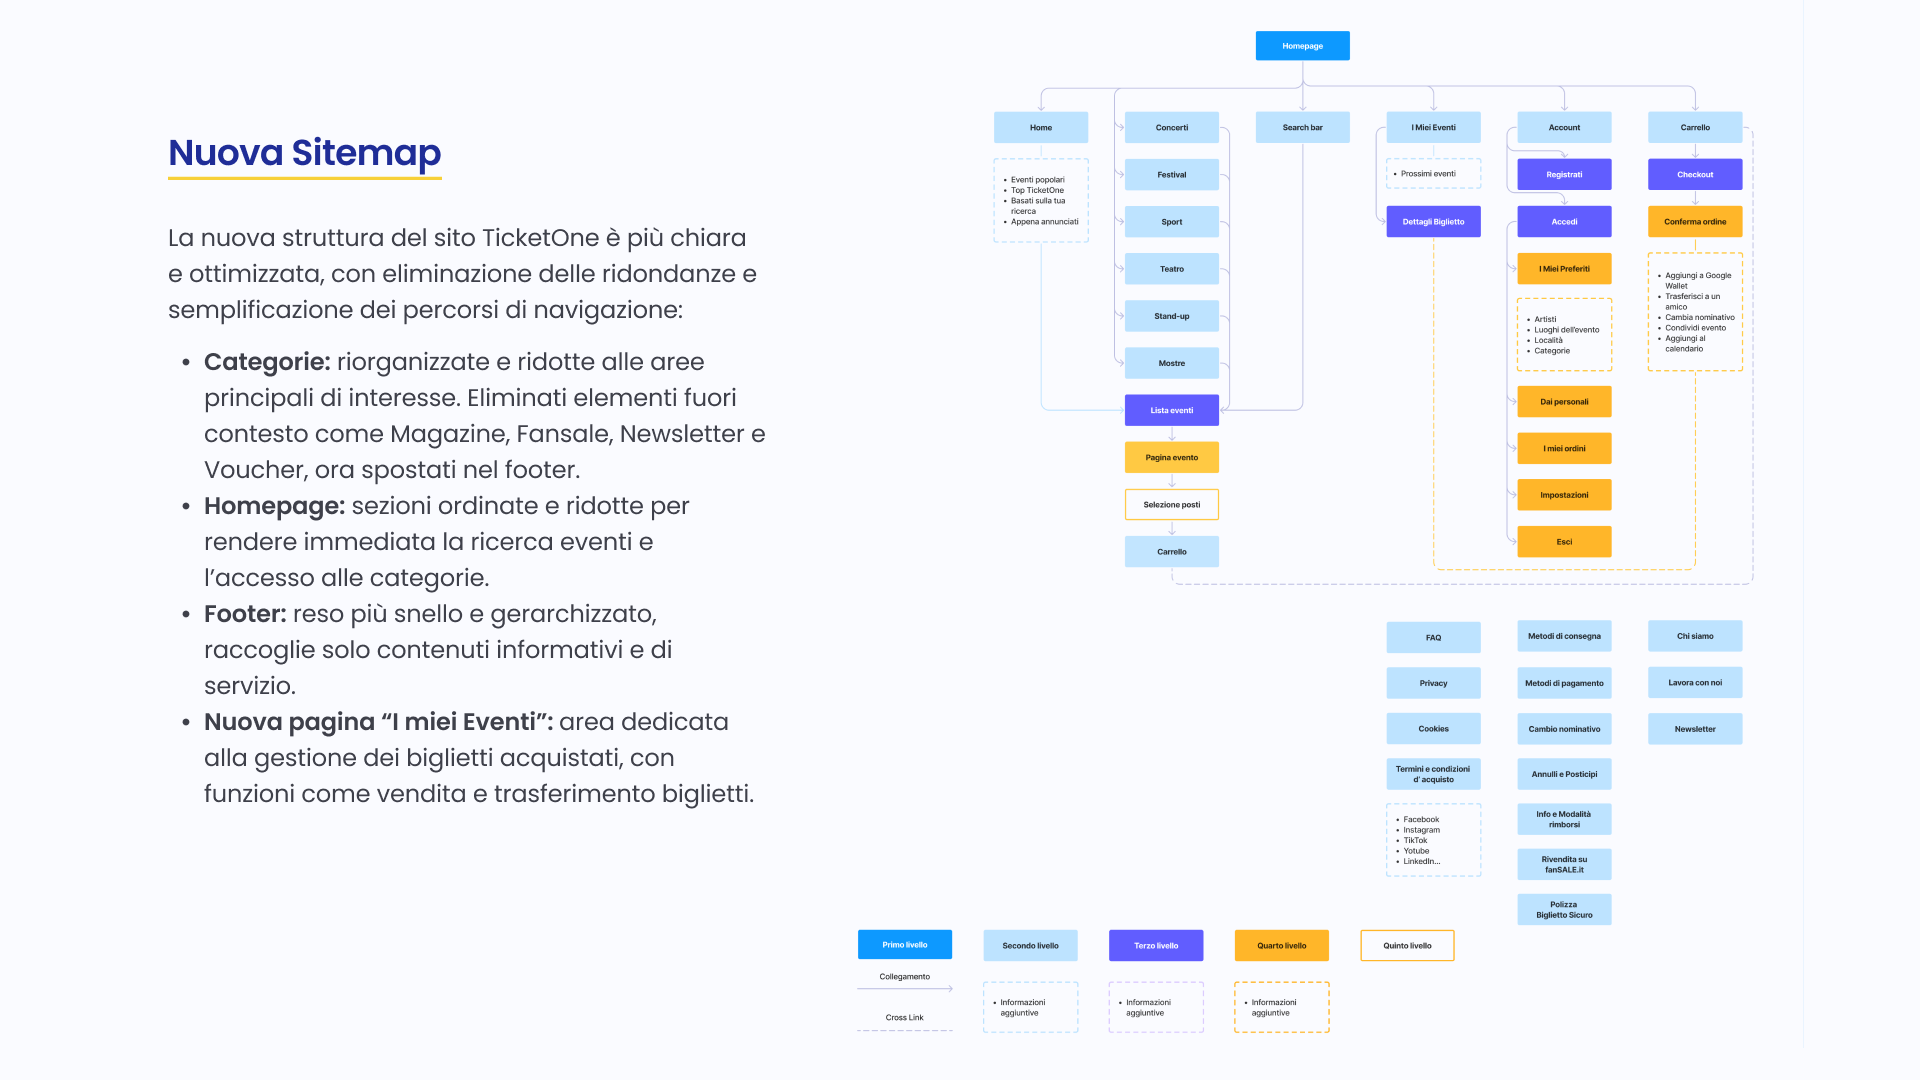 Nuova Sitemap
La nuova struttura del sito TicketOne è più chiara
e ottimizzata, con eliminazione delle ridondanze e
semplificazione dei percorsi di navigazione:
• Categorie: riorganizzate e ridotte alle aree
principali di interesse. Eliminati elementi fuori
contesto come Magazine, Fansale, Newsletter e
Voucher, ora spostati nel footer.
• Homepage: sezioni ordinate e ridotte per
rendere immediata la ricerca eventi e
l’accesso alle categorie.
• Footer: reso più snello e gerarchizzato,
raccoglie solo contenuti informativi e di
servizio.
• Nuova pagina “I miei Eventi”: area dedicata
alla gestione dei biglietti acquistati, con
funzioni come vendita e trasferimento biglietti.
Homepage
Home
• Eventi popolari
• Top TicketOne
• Basati sulla tua
ricerca
• Appena annunciati
Concerti
Festival
Sport
Teatro
Stand-up
Mostre
Lista eventi
Pagina evento
Selezione posti
Carrello
Search bar
I Miei Eventi
• Prossimi eventi
Dettagli Biglietto
Account
Registrati
Accedi
I Miei Preferiti
• Artisti
• Luoghi dell'evento
• Località
• Categorie
Dai personali
I miei ordini
Impostazioni
Esci
Carrello
Checkout
Conferma ordine
• Aggiungi a Google
Wallet
• Trasferisci a un
amico
• Cambia nominativo
• Condividi evento
• Aggiungi al
calendario
FAQ
Privacy
Cookies
Termini e condizioni
d' acquisto
• Facebook
• Instagram
• TikTok
• Yotube
• LinkedIn...
Metodi di consegna
Metodi di pagamento
Cambio nominativo
Annulli e Posticipi
Info e Modalità
rimborsi
Rivendita su
fanSALE.it
Polizza
Biglietto Sicuro
Chi siamo
Lavora con noi
Newsletter
Primo livello
Collegamento
Cross Link
Secondo livello
• Informazioni
aggiuntive
Terzo livello
• Informazioni
aggiuntive
Quarto livello
• Informazioni
aggiuntive
Quinto livello